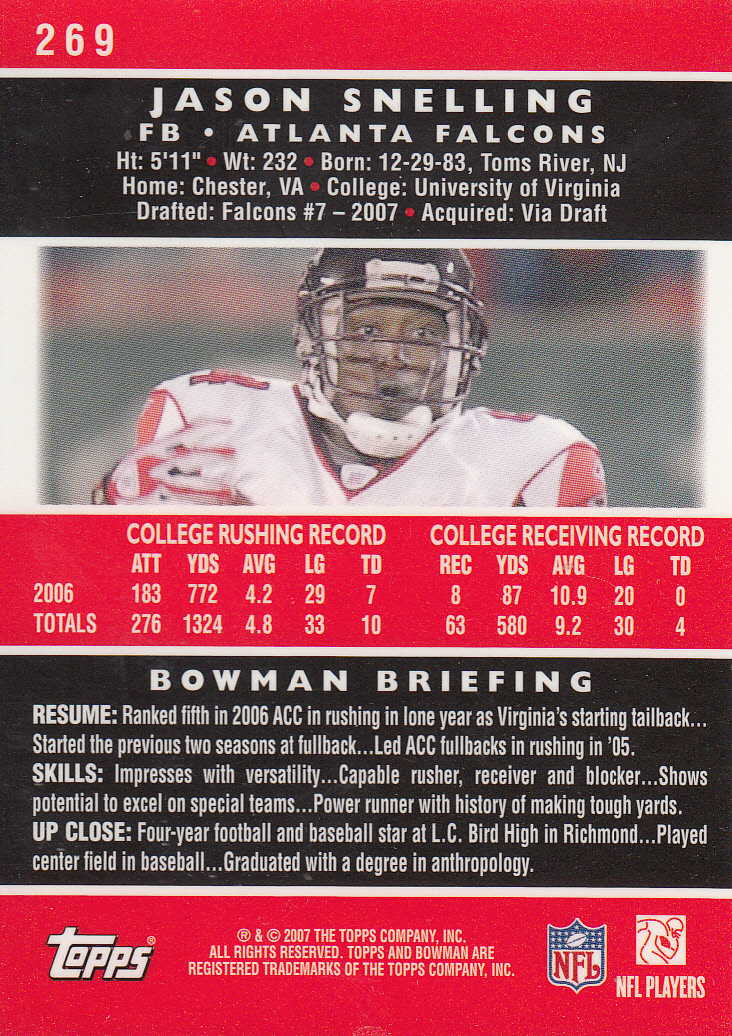 269
JASON SNELLING
FB • ATLANTA FALCONS
Ht: 5'11" • Wt: 232 • Born: 12-29-83, Toms River, NJ
Home: Chester, VA • College: University of Virginia
Drafted: Falcons #7 – 2007 • Acquired: Via Draft
COLLEGE RUSHING RECORD COLLEGE RECEIVING RECORD
ATT YDS AVG LG TD REC YDS AVG LG TD
2006 183 772 4.2 29 7 8 87 10.9 20 0
TOTALS 276 1324 4.8 33 10 63 580 9.2 30 4
BOWMAN BRIEFING
RESUME: Ranked fifth in 2006 ACC in rushing in lone year as Virginia's starting tailback...
Started the previous two seasons at fullback...Led ACC fullbacks in rushing in '05.
SKILLS: Impresses with versatility...Capable rusher, receiver and blocker...Shows
potential to excel on special teams...Power runner with history of making tough yards.
UP CLOSE: Four-year football and baseball star at L.C. Bird High in Richmond...Played
center field in baseball...Graduated with a degree in anthropology.
topps®
® & © 2007 THE TOPPS COMPANY, INC.
ALL RIGHTS RESERVED. TOPPS AND BOWMAN ARE
REGISTERED TRADEMARKS OF THE TOPPS COMPANY, INC.
NFL
NFL PLAYERS